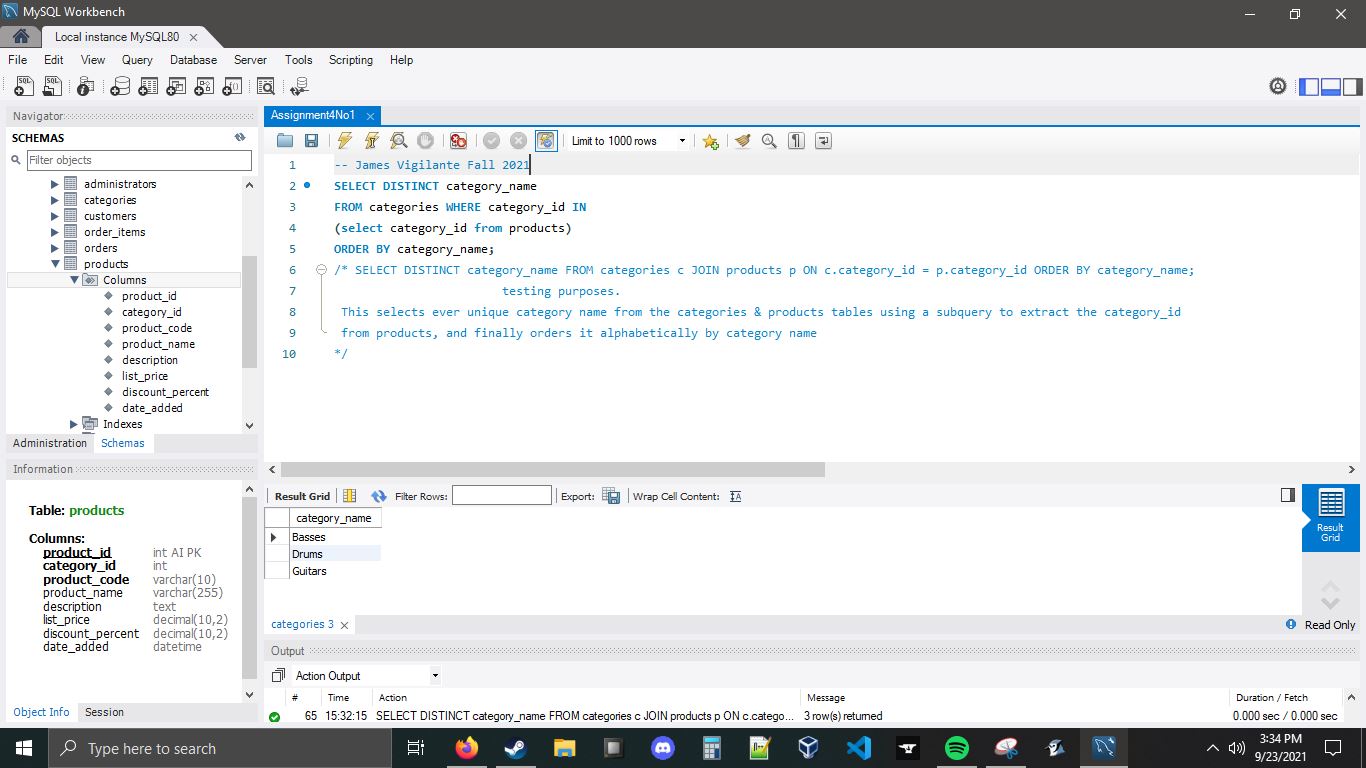 MySQL Workbench
Local instance MySQL80
File Edit View Query Database Server Tools Scripting Help
Navigator
SCHEMAS
Filter objects
administrators
categories
customers
order_items
orders
products
Columns
product_id
category_id
product_code
product_name
description
list_price
discount_percent
date_added
Indexes
Administration Schemas
Information
Table: products
Columns:
product_id int AI PK
category_id int
product_code varchar(10)
product_name varchar(255)
description text
list_price decimal(10,2)
discount_percent decimal(10,2)
date_added datetime
Object Info Session
Assignment4No1
Limit to 1000 rows
1 -- James Vigilante Fall 2021
2 SELECT DISTINCT category_name
3 FROM categories WHERE category_id IN
4 (select category_id from products)
5 ORDER BY category_name;
6 /* SELECT DISTINCT category_name FROM categories c JOIN products p ON c.category_id = p.category_id ORDER BY category_name;
7 testing purposes.
8 This selects ever unique category name from the categories & products tables using a subquery to extract the category_id
9 from products, and finally orders it alphabetically by category name
10 */
Result Grid Filter Rows: Export: Wrap Cell Content:
category_name
Basses
Drums
Guitars
Result
Grid
categories 3
Read Only
Output
Action Output
# Time Action Message Duration / Fetch
65 15:32:15 SELECT DISTINCT category_name FROM categories c JOIN products p ON c.catego... 3 row(s) returned 0.000 sec / 0.000 sec
Type here to search
3:34 PM
9/23/2021